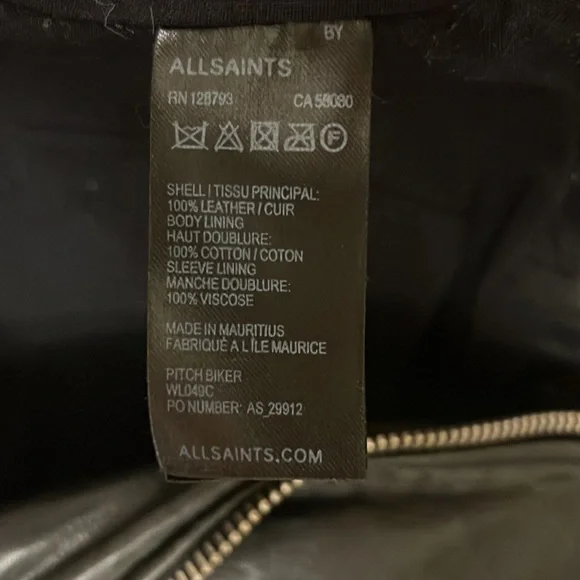 BY
ALLSAINTS
RN 128793 CA 58080
F
SHELL / TISSU PRINCIPAL:
100% LEATHER / CUIR
BODY LINING
HAUT DOUBLURE:
100% COTTON / COTON
SLEEVE LINING
MANCHE DOUBLURE:
100% VISCOSE
MADE IN MAURITIUS
FABRIQUÉ A L ÎLE MAURICE
PITCH BIKER
WL049C
PO NUMBER: AS_29912
ALLSAINTS.COM